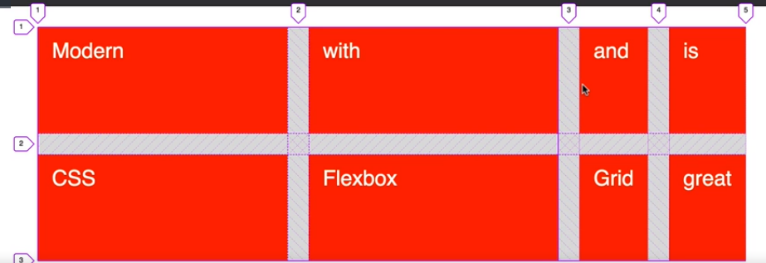 1 2 3 4 5
1
Modern with and is
2
CSS Flexbox Grid great
3